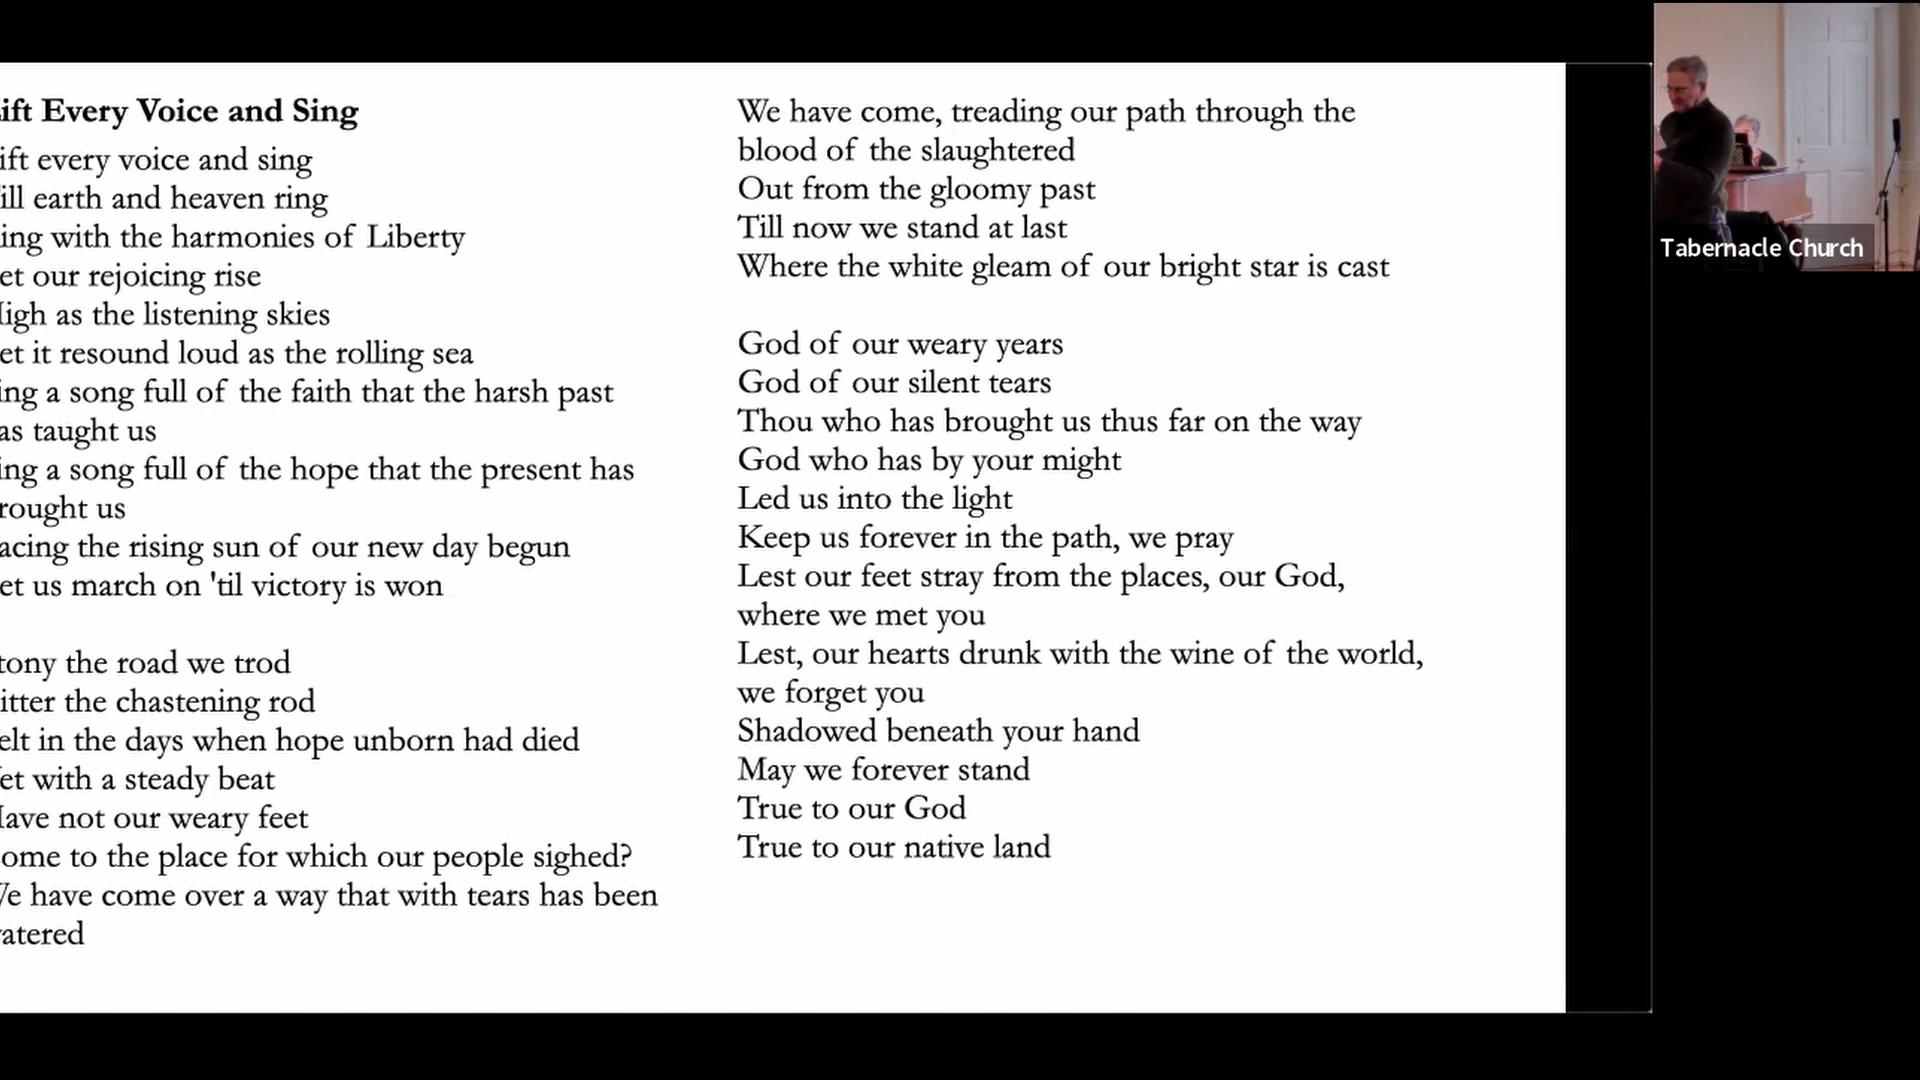 ift Every Voice and Sing
ift every voice and sing
ill earth and heaven ring
ing with the harmonies of Liberty
et our rejoicing rise
High as the listening skies
et it resound loud as the rolling sea
ing a song full of the faith that the harsh past
as taught us
ing a song full of the hope that the present has
rought us
acing the rising sun of our new day begun
et us march on 'til victory is won
tony the road we trod
itter the chastening rod
elt in the days when hope unborn had died
et with a steady beat
Have not our weary feet
ome to the place for which our people sighed?
We have come over a way that with tears has been
atered
We have come, treading our path through the
blood of the slaughtered
Out from the gloomy past
Till now we stand at last
Where the white gleam of our bright star is cast
God of our weary years
God of our silent tears
Thou who has brought us thus far on the way
God who has by your might
Led us into the light
Keep us forever in the path, we pray
Lest our feet stray from the places, our God,
where we met you
Lest, our hearts drunk with the wine of the world,
we forget you
Shadowed beneath your hand
May we forever stand
True to our God
True to our native land
Tabernacle Church